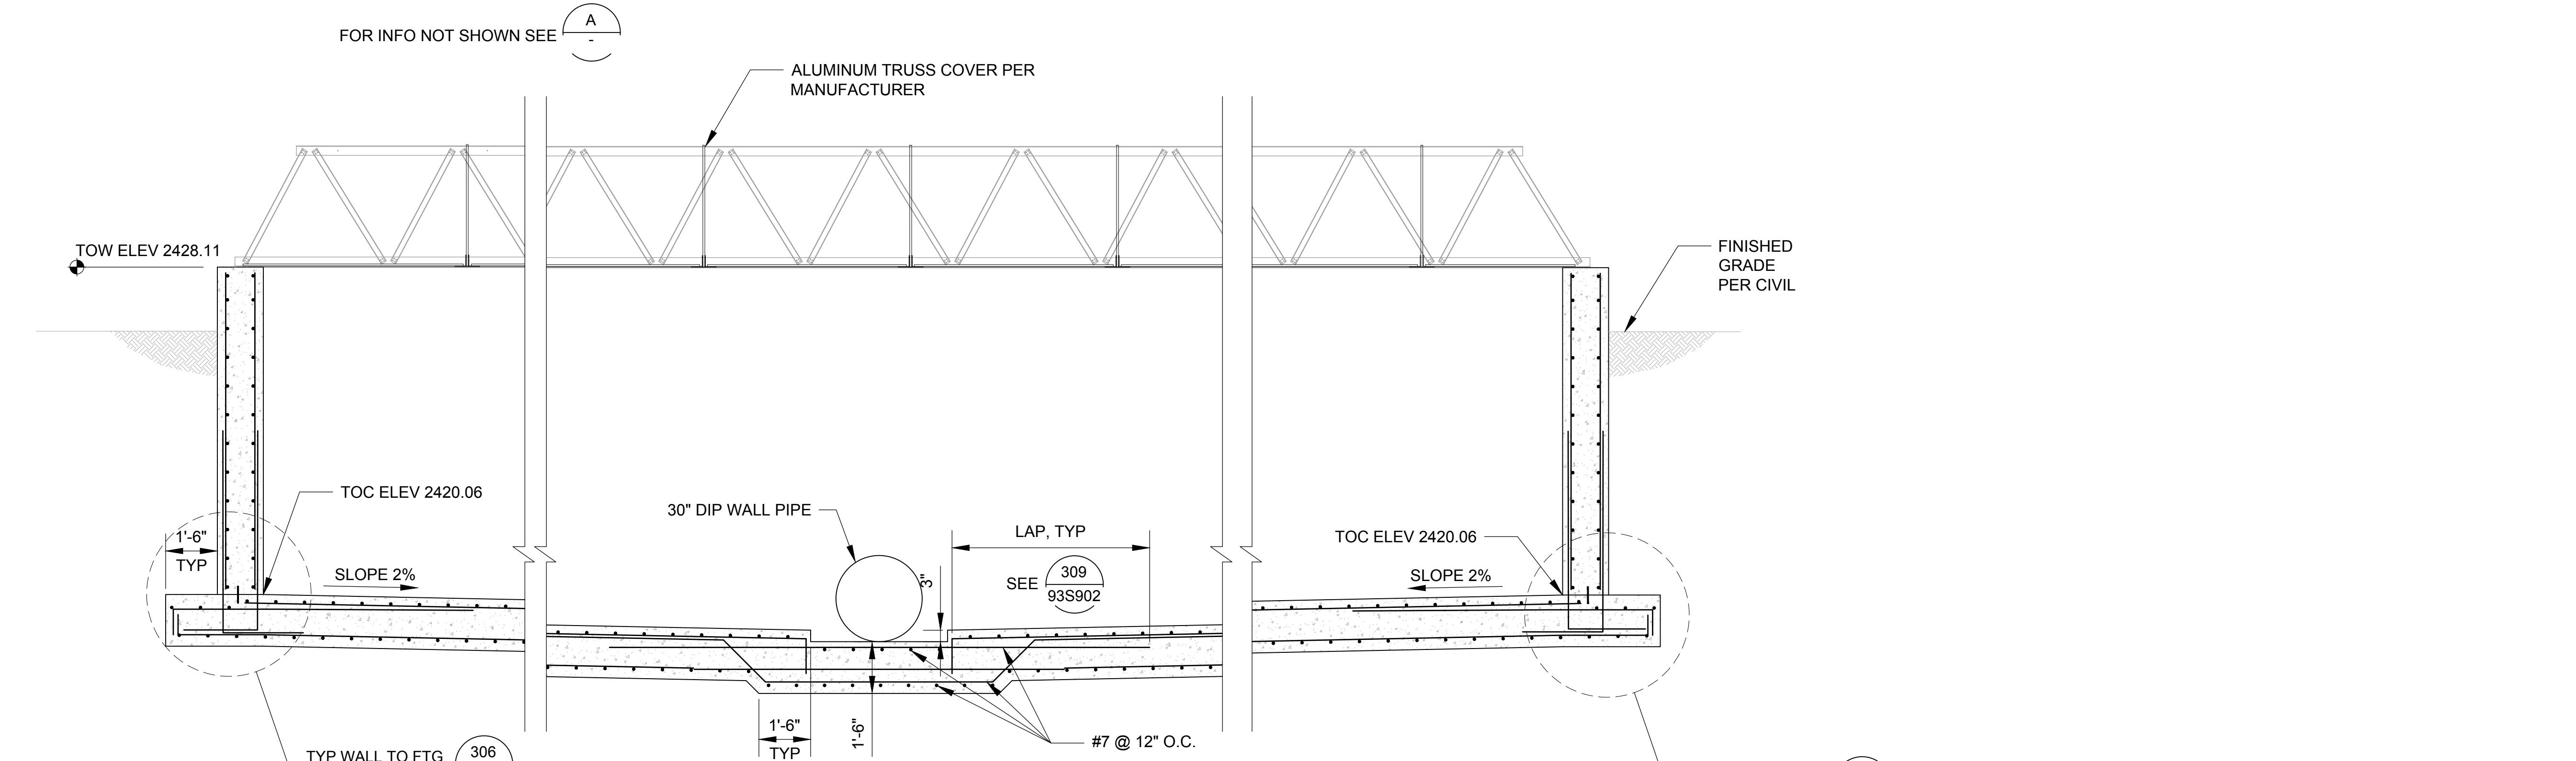 A
FOR INFO NOT SHOWN SEE
-
ALUMINUM TRUSS COVER PER
MANUFACTURER
TOW ELEV 2428.11
FINISHED
GRADE
PER CIVIL
TOC ELEV 2420.06
30" DIP WALL PIPE
LAP, TYP
TOC ELEV 2420.06
1'-6"
TYP
SLOPE 2%
3"
SEE
309
93S902
SLOPE 2%
1'-6"
TYP
1'-6"
#7 @ 12" O.C.
TYP WALL TO FTG
306